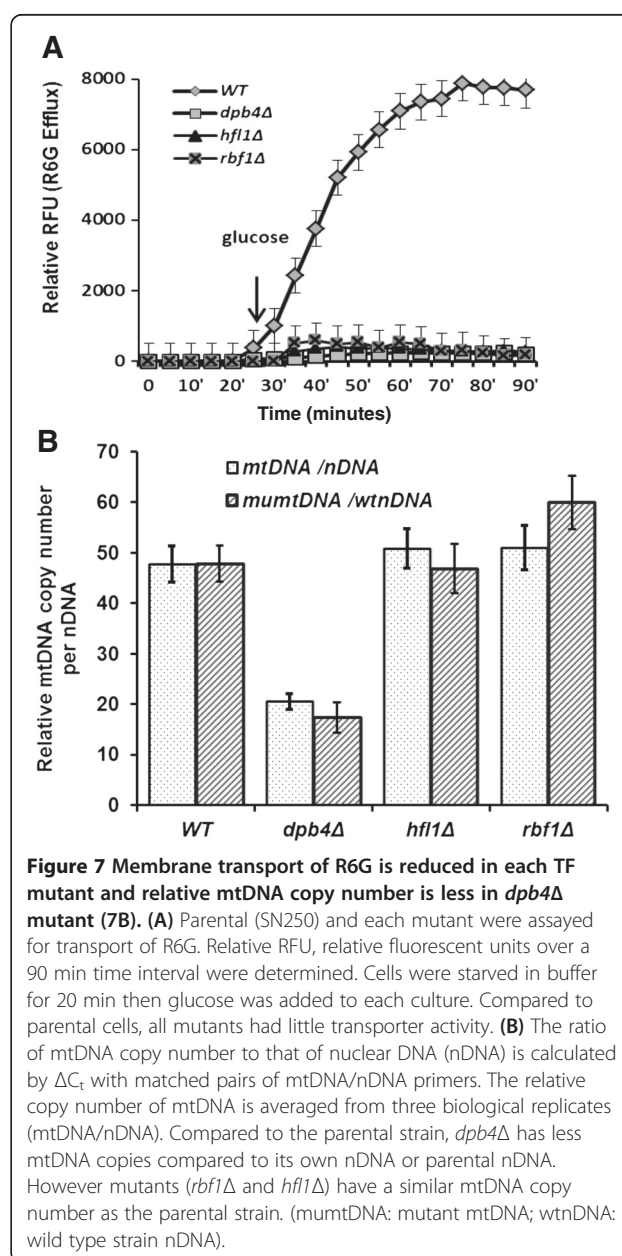 A
8000
6000
4000
2000
0
Relative RFU (R6G Efflux)
WT
dpb4Δ
hfl1Δ
rbf1Δ
glucose
0 10' 20' 30' 40' 50' 60' 70' 80' 90'
Time (minutes)
B
70
60
50
40
30
20
10
0
Relative mtDNA copy number
per nDNA
mtDNA /nDNA
mumtDNA /wtnDNA
WT dpb4Δ hfl1Δ rbf1Δ
Figure 7 Membrane transport of R6G is reduced in each TF
mutant and relative mtDNA copy number is less in dpb4Δ
mutant (7B). (A) Parental (SN250) and each mutant were assayed
for transport of R6G. Relative RFU, relative fluorescent units over a
90 min time interval were determined. Cells were starved in buffer
for 20 min then glucose was added to each culture. Compared to
parental cells, all mutants had little transporter activity. (B) The ratio
of mtDNA copy number to that of nuclear DNA (nDNA) is calculated
by ΔCt with matched pairs of mtDNA/nDNA primers. The relative
copy number of mtDNA is averaged from three biological replicates
(mtDNA/nDNA). Compared to the parental strain, dpb4Δ has less
mtDNA copies compared to its own nDNA or parental nDNA.
However mutants (rbf1Δ and hfl1Δ) have a similar mtDNA copy
number as the parental strain. (mumtDNA: mutant mtDNA; wtnDNA:
wild type strain nDNA).